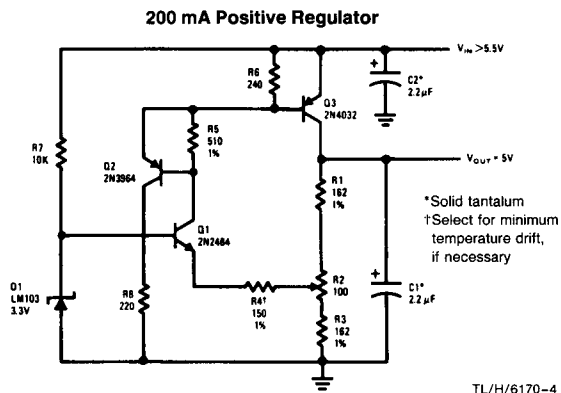 200 mA Positive Regulator
VIN >5.5V
R6
240
C2*
2.2 μF
Q3
2N4032
R7
10K
R5
510
1%
Q2
2N3964
VOUT = 5V
R1
162
1%
*Solid tantalum
†Select for minimum
temperature drift,
if necessary
Q1
2N2484
D1
LM103
3.3V
R8
220
R4†
150
1%
R2
100
C1*
2.2 μF
R3
162
1%
TL/H/6170–4